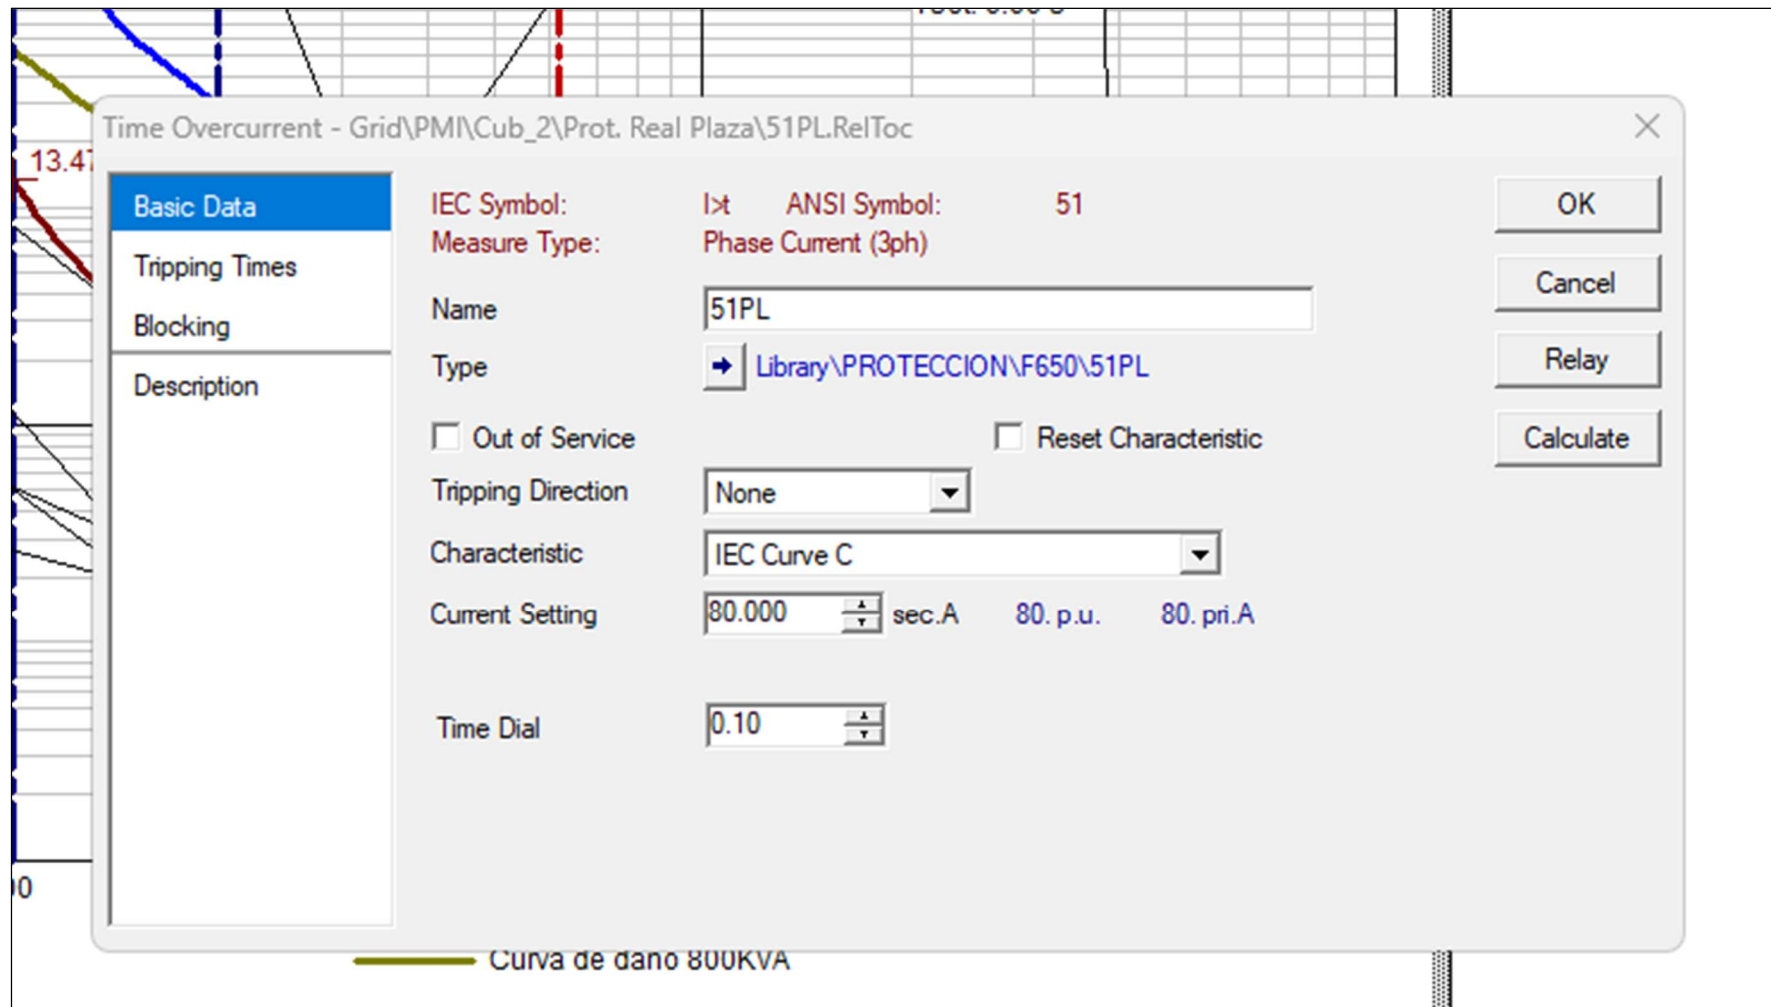 Time Overcurrent - Grid\PMI\Cub_2\Prot. Real Plaza\51PL.RelToc
13.47
Basic Data
Tripping Times
Blocking
Description
IEC Symbol: I>t ANSI Symbol: 51
Measure Type: Phase Current (3ph)
Name 51PL
Type Library\PROTECCION\F650\51PL
Out of Service Reset Characteristic
Tripping Direction None
Characteristic IEC Curve C
Current Setting 80.000 sec.A 80. p.u. 80. pri.A
Time Dial 0.10
OK
Cancel
Relay
Calculate
Curva de daño 800KVA